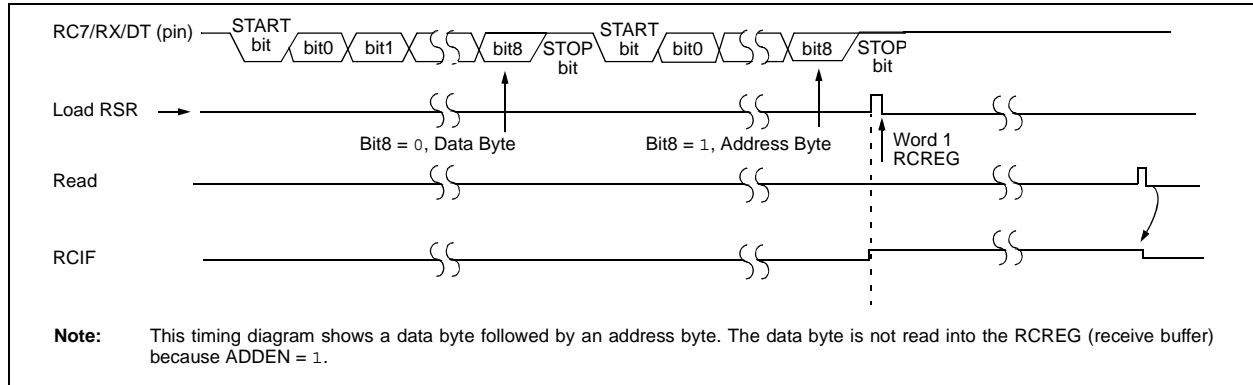 RC7/RX/DT (pin)
START
bit
bit0
bit1
bit8
STOP
bit
START
bit
bit0
bit8
STOP
bit
Load RSR
Bit8 = 0, Data Byte
Bit8 = 1, Address Byte
Word 1
RCREG
Read
RCIF
Note: This timing diagram shows a data byte followed by an address byte. The data byte is not read into the RCREG (receive buffer)
because ADDEN = 1.